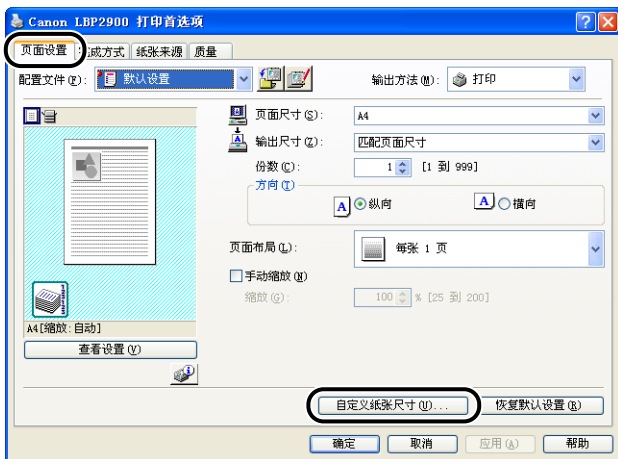 Canon LBP2900 打印首选项
页面设置 完成方式 纸张来源 质量
配置文件(F): 默认设置 输出方法(M): 打印
页面尺寸(S): A4
输出尺寸(Z): 匹配页面尺寸
份数(C): 1 [1 到 999]
方向(I)
A 纵向 A 横向
页面布局(L): 每张 1 页
手动缩放(N)
缩放(G): 100 % [25 到 200]
A4[缩放:自动]
查看设置(V)
自定义纸张尺寸(U)... 恢复默认设置(R)
确定 取消 应用(A) 帮助